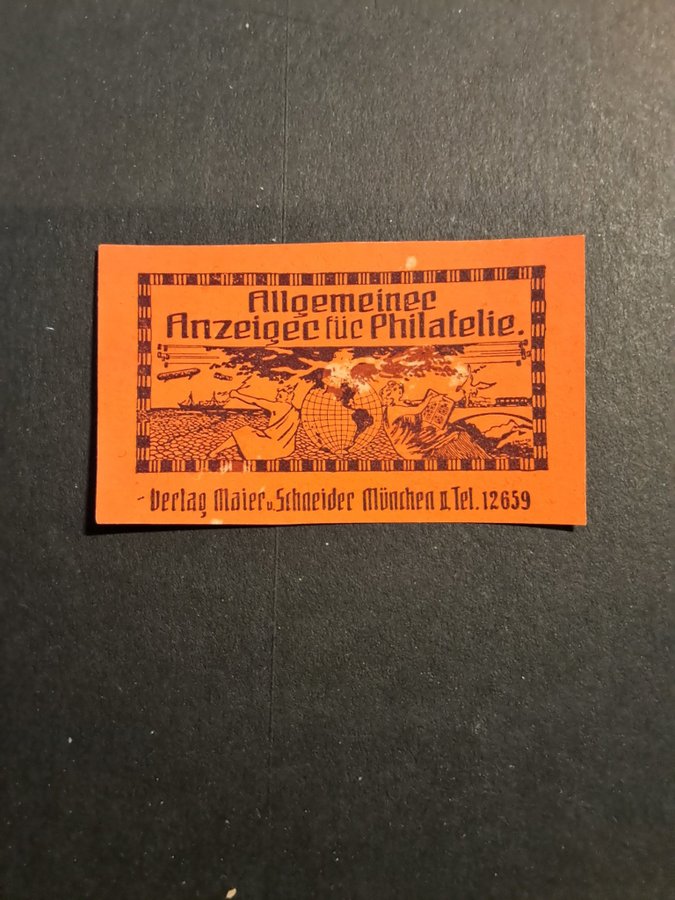 Allgemeiner
Anzeiger für Philatelie.
Verlag Maier u. Schneider München II. Tel. 12659